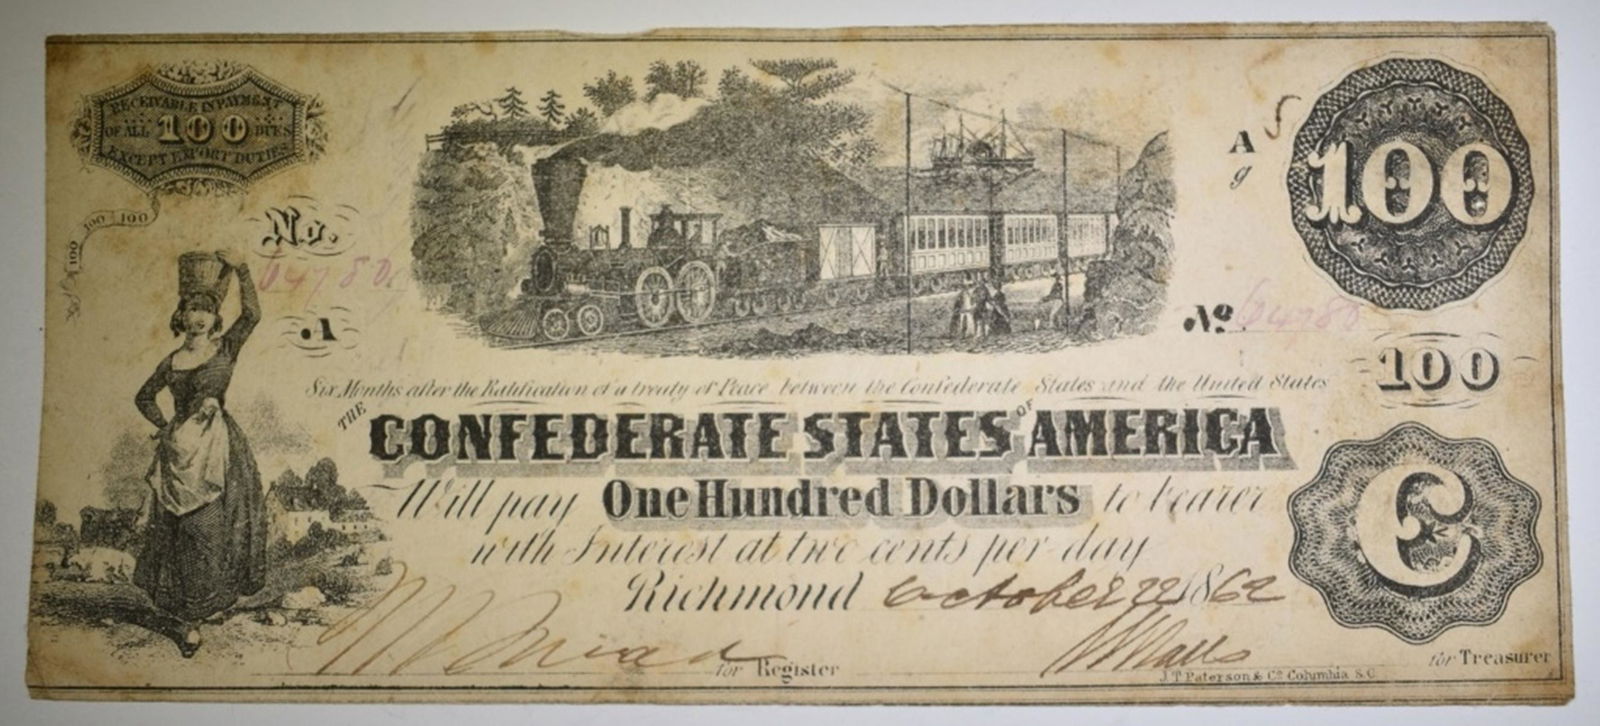 RECEIVABLE IN PAYMENT
OF ALL 100 DUES
EXCEPT EXPORT DUTIES
100 100 100
No.
64780
A
A
g
100
No. 64780
100
Six Months after the Ratification of a treaty of Peace between the Confederate States and the United States
THE CONFEDERATE STATES OF AMERICA
Will pay One Hundred Dollars to bearer
with Interest at two cents per day
Richmond October 22 1862
C
for Register
for Treasurer
J.T. Paterson & Co. Columbia S.C.